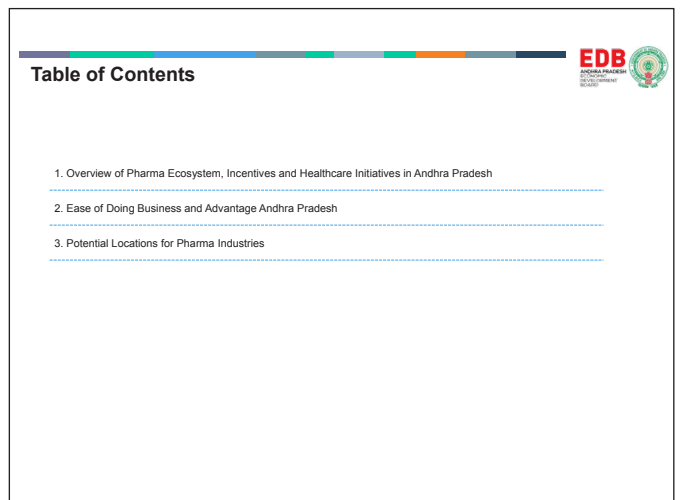 Table of Contents
EDB
ANDHRA PRADESH
ECONOMIC
DEVELOPMENT
BOARD
1. Overview of Pharma Ecosystem, Incentives and Healthcare Initiatives in Andhra Pradesh
2. Ease of Doing Business and Advantage Andhra Pradesh
3. Potential Locations for Pharma Industries